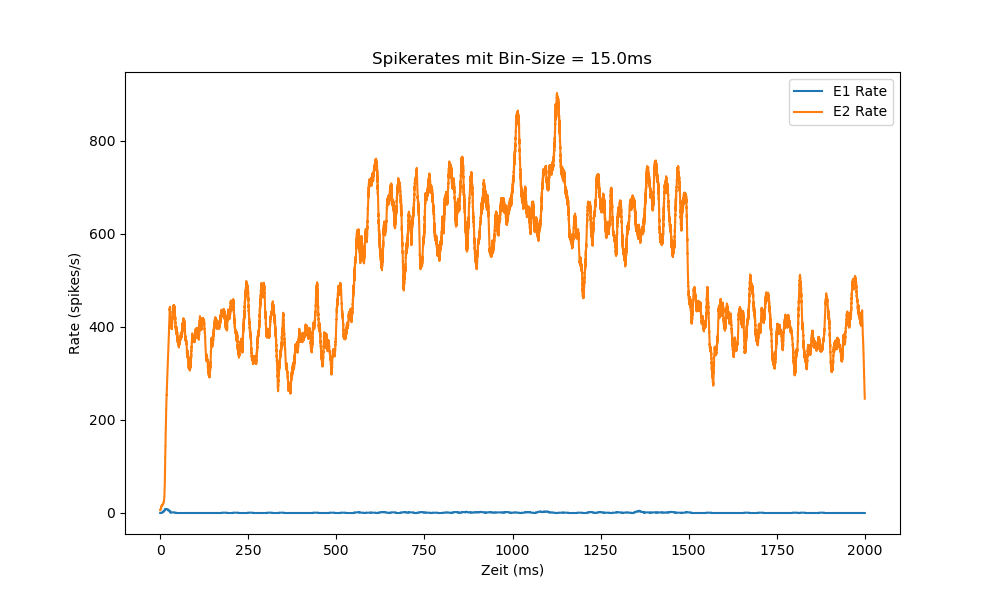 Spikerates mit Bin-Size = 15.0ms
E1 Rate
E2 Rate
Rate (spikes/s)
800
600
400
200
0
0 250 500 750 1000 1250 1500 1750 2000
Zeit (ms)